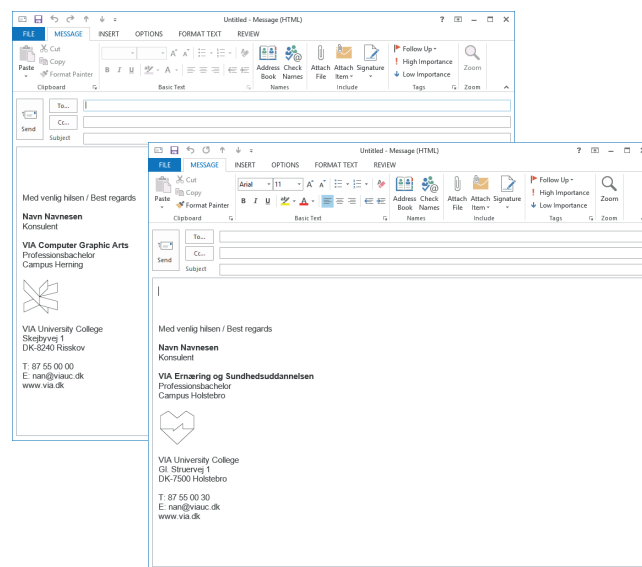 Untitled - Message (HTML)
FILE MESSAGE INSERT OPTIONS FORMAT TEXT REVIEW
Paste
Cut
Copy
Format Painter
B I U
Address Book
Check Names
Attach File
Attach Item
Signature
Follow Up
High Importance
Low Importance
Zoom
Clipboard Basic Text Names Include Tags Zoom
Send
To...
Cc...
Subject
Med venlig hilsen / Best regards
Navn Navnesen
Konsulent
VIA Computer Graphic Arts
Professionsbachelor
Campus Herning
VIA University College
Skejbyvej 1
DK-8240 Risskov
T: 87 55 00 00
E: nan@viauc.dk
www.via.dk
Untitled - Message (HTML)
FILE MESSAGE INSERT OPTIONS FORMAT TEXT REVIEW
Paste
Cut
Copy
Format Painter
Arial 11
B I U
Address Book
Check Names
Attach File
Attach Item
Signature
Follow Up
High Importance
Low Importance
Zoom
Clipboard Basic Text Names Include Tags Zoom
Send
To...
Cc...
Subject
Med venlig hilsen / Best regards
Navn Navnesen
Konsulent
VIA Ernæring og Sundhedsuddannelsen
Professionsbachelor
Campus Holstebro
VIA University College
Gl. Struervej 1
DK-7500 Holstebro
T: 87 55 00 30
E: nan@viauc.dk
www.via.dk